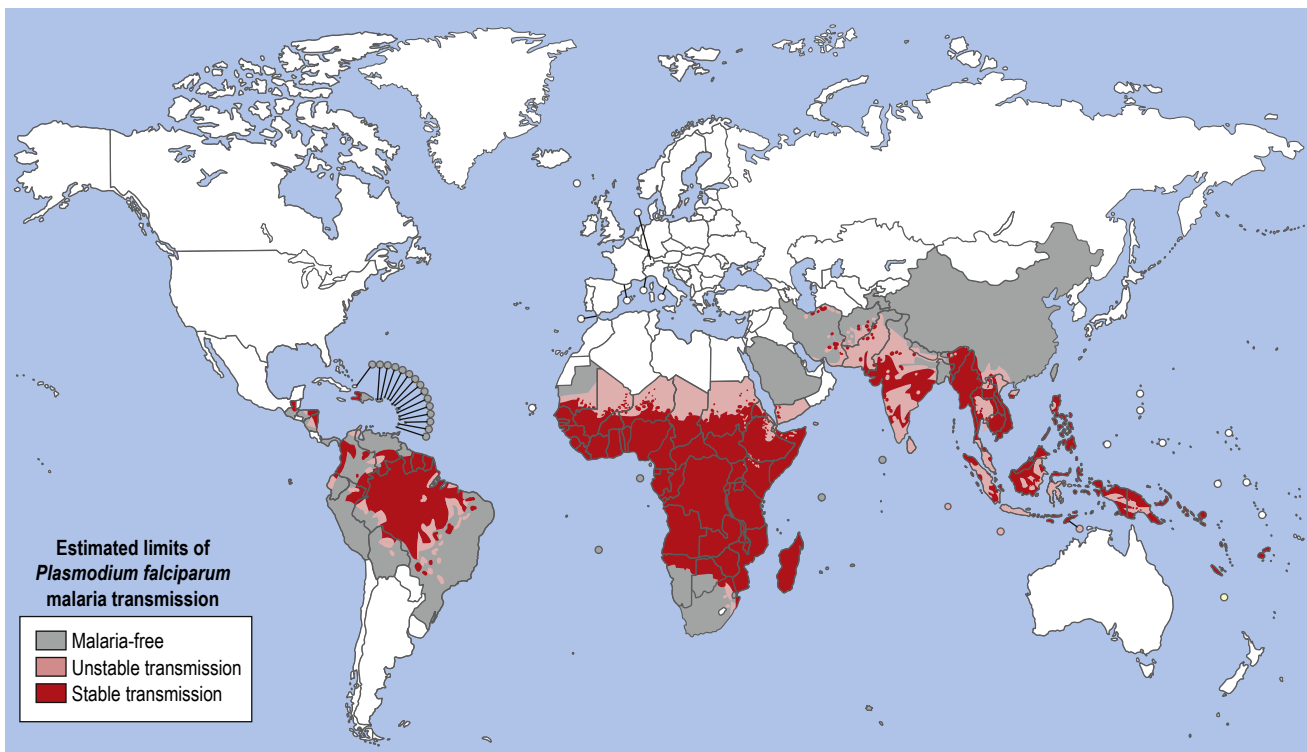 Estimated limits of
Plasmodium falciparum
malaria transmission
Malaria-free
Unstable transmission
Stable transmission